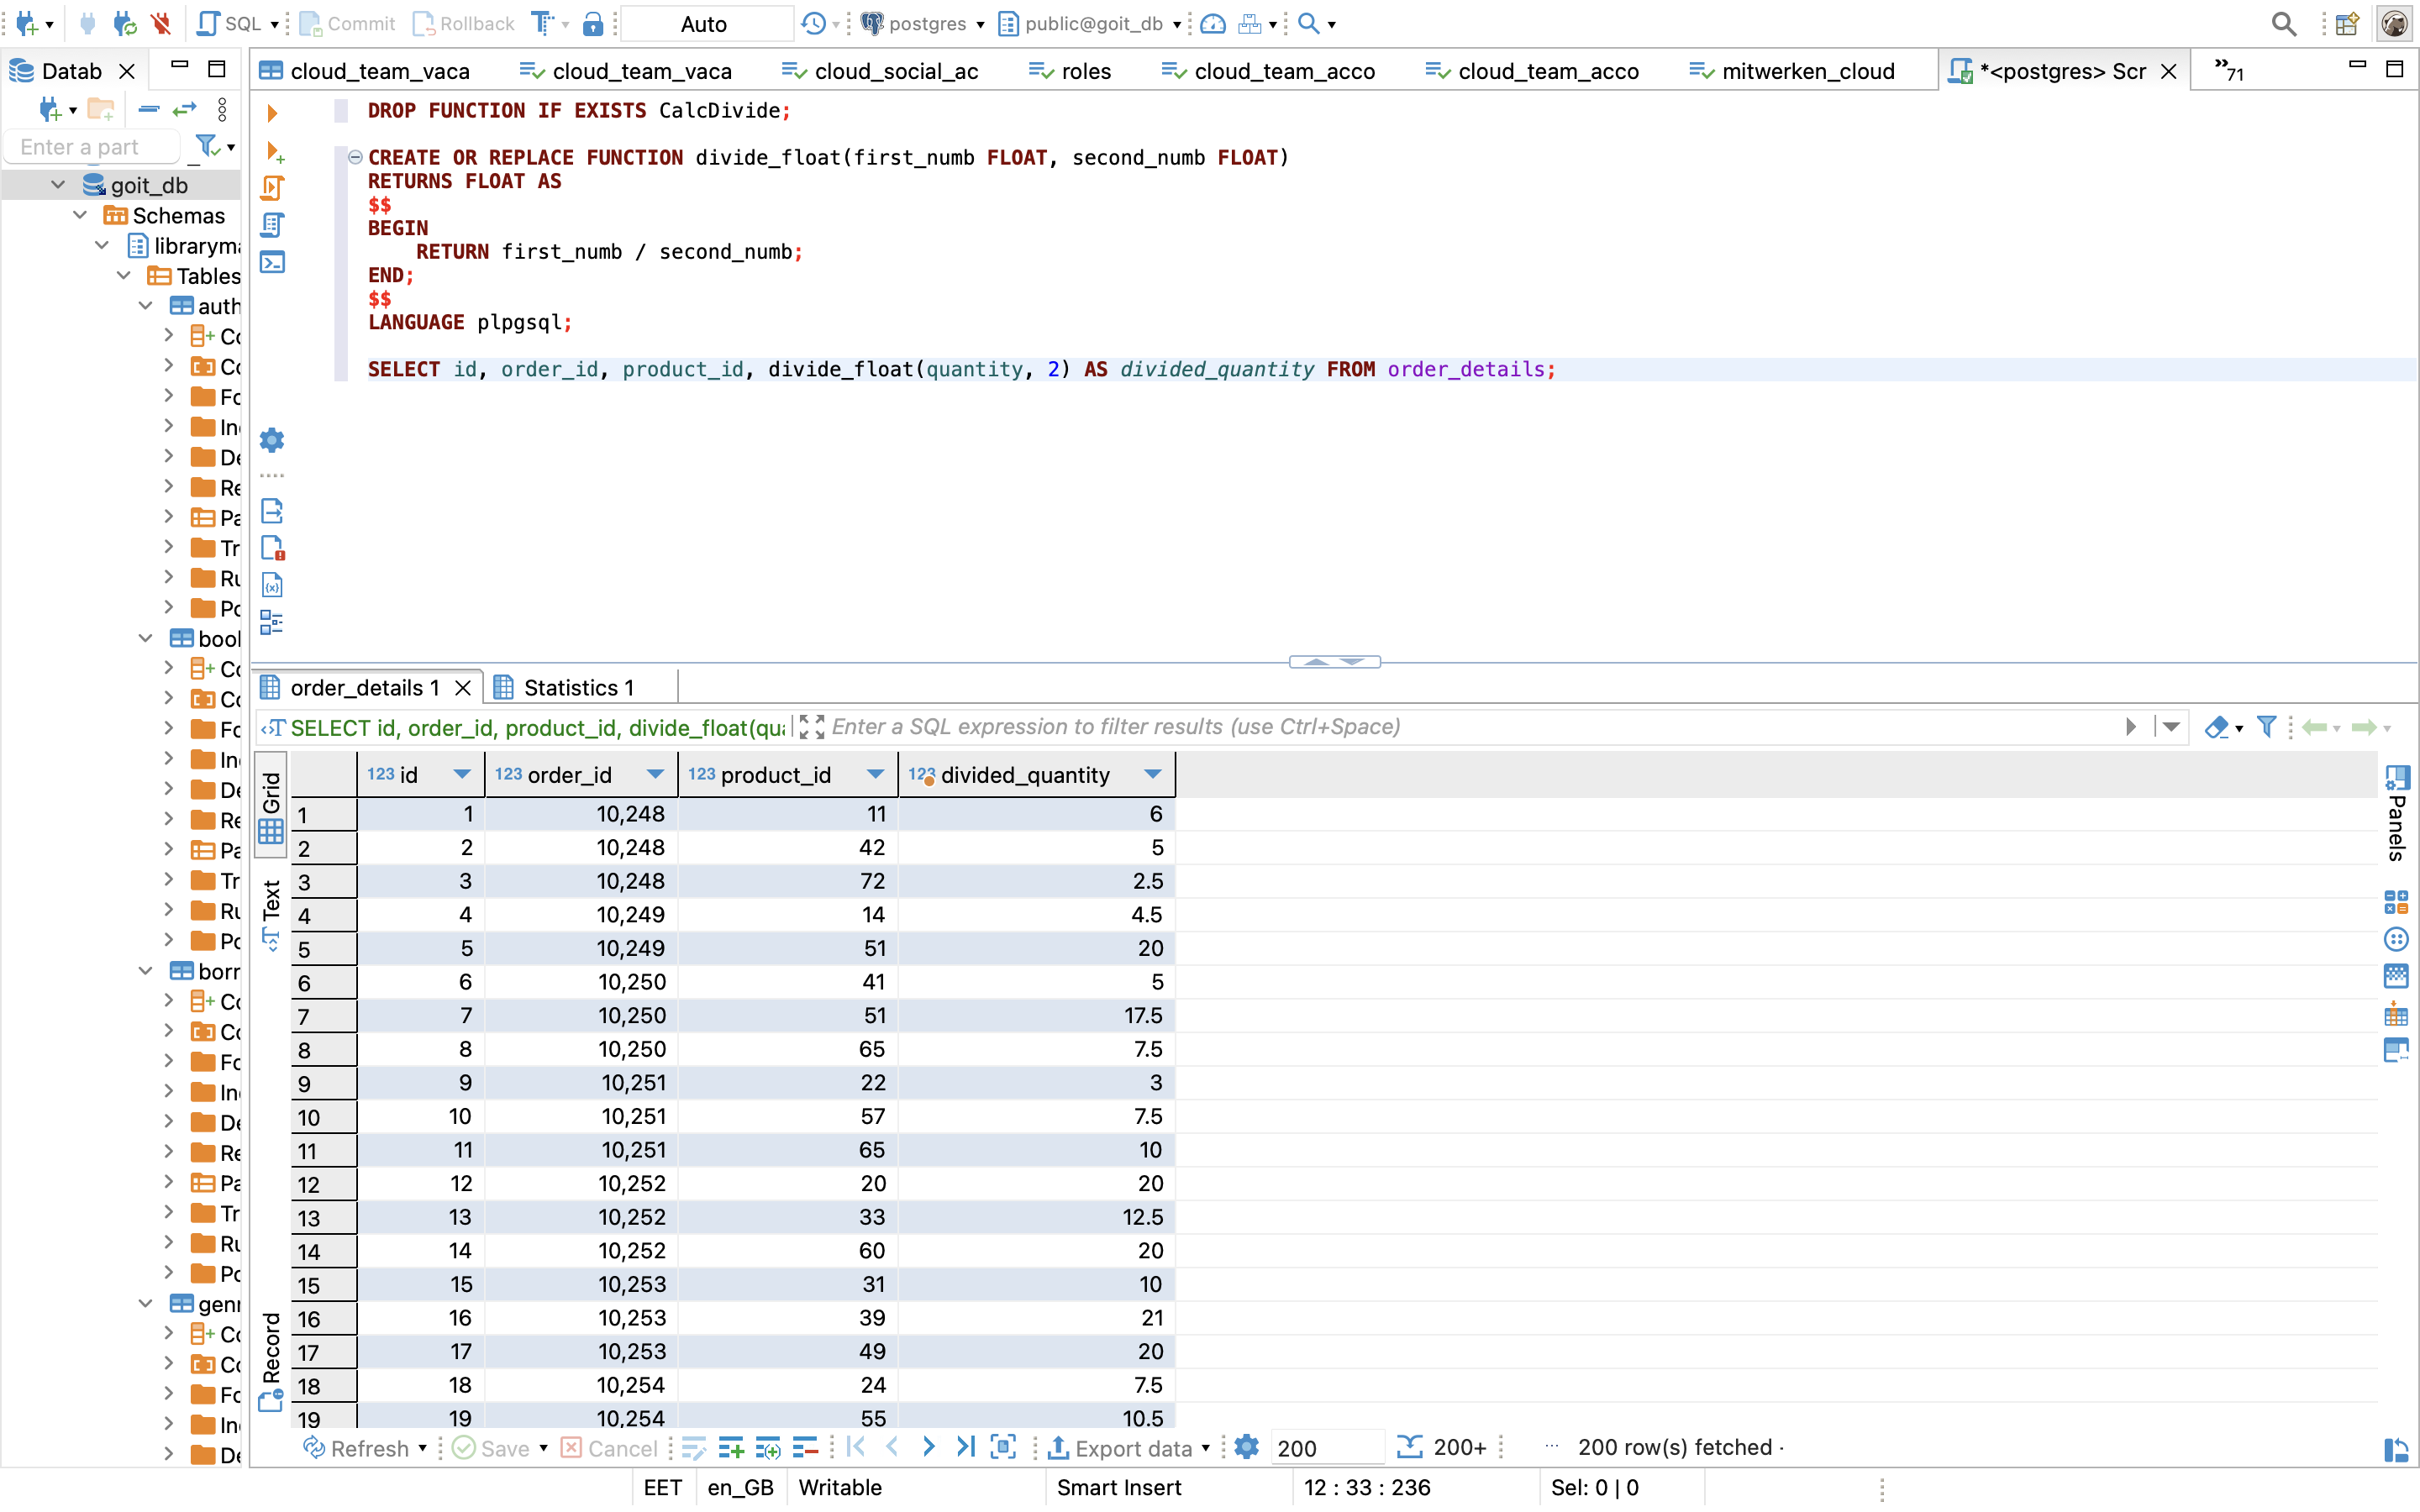 SQL Commit Rollback Auto postgres public@goit_db
Datab
cloud_team_vaca cloud_team_vaca cloud_social_ac roles cloud_team_acco cloud_team_acco mitwerken_cloud *<postgres> Scr »71
Enter a part
goit_db
Schemas
libraryma
Tables
auth
Co
Co
Fo
In
De
Re
Pa
Tr
Ru
Po
bool
Co
Co
Fo
In
De
Re
Pa
Tr
Ru
Po
borr
Co
Co
Fo
In
De
Re
Pa
Tr
Ru
Po
genr
Co
Co
Fo
In
De
DROP FUNCTION IF EXISTS CalcDivide;
CREATE OR REPLACE FUNCTION divide_float(first_numb FLOAT, second_numb FLOAT)
RETURNS FLOAT AS
$$
BEGIN
RETURN first_numb / second_numb;
END;
$$
LANGUAGE plpgsql;
SELECT id, order_id, product_id, divide_float(quantity, 2) AS divided_quantity FROM order_details;
order_details 1 Statistics 1
SELECT id, order_id, product_id, divide_float(qua Enter a SQL expression to filter results (use Ctrl+Space)
Grid
Text
Record
Panels
123 id 123 order_id 123 product_id 123 divided_quantity
1 1 10,248 11 6
2 2 10,248 42 5
3 3 10,248 72 2.5
4 4 10,249 14 4.5
5 5 10,249 51 20
6 6 10,250 41 5
7 7 10,250 51 17.5
8 8 10,250 65 7.5
9 9 10,251 22 3
10 10 10,251 57 7.5
11 11 10,251 65 10
12 12 10,252 20 20
13 13 10,252 33 12.5
14 14 10,252 60 20
15 15 10,253 31 10
16 16 10,253 39 21
17 17 10,253 49 20
18 18 10,254 24 7.5
19 19 10,254 55 10.5
Refresh Save Cancel Export data 200 200+ ... 200 row(s) fetched ·
EET en_GB Writable Smart Insert 12 : 33 : 236 Sel: 0 | 0